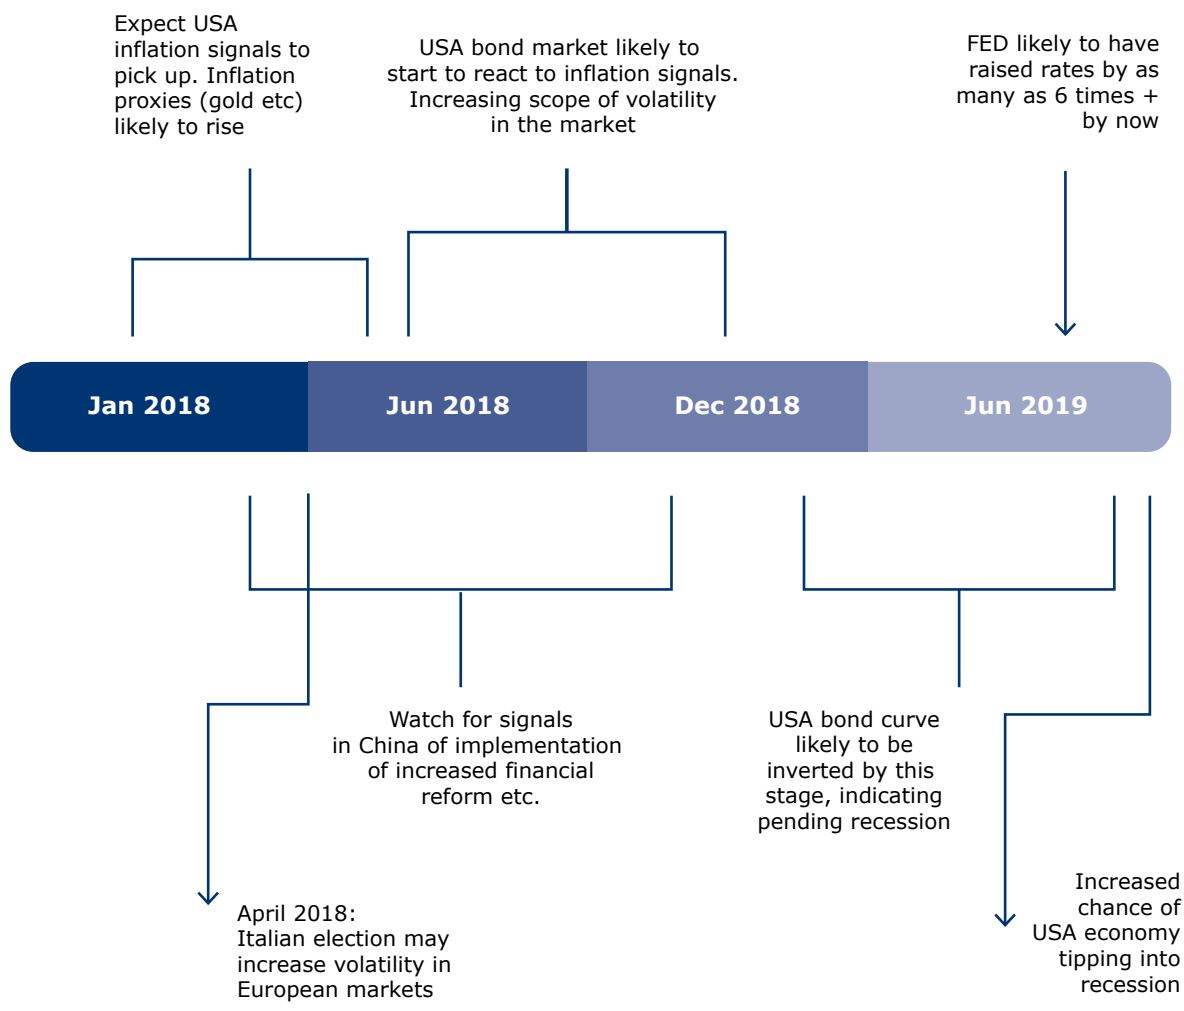 Expect USA
inflation signals to
pick up. Inflation
proxies (gold etc)
likely to rise
USA bond market likely to
start to react to inflation signals.
Increasing scope of volatility
in the market
FED likely to have
raised rates by as
many as 6 times +
by now
Jan 2018
Jun 2018
Dec 2018
Jun 2019
Watch for signals
in China of implementation
of increased financial
reform etc.
USA bond curve
likely to be
inverted by this
stage, indicating
pending recession
April 2018:
Italian election may
increase volatility in
European markets
Increased
chance of
USA economy
tipping into
recession